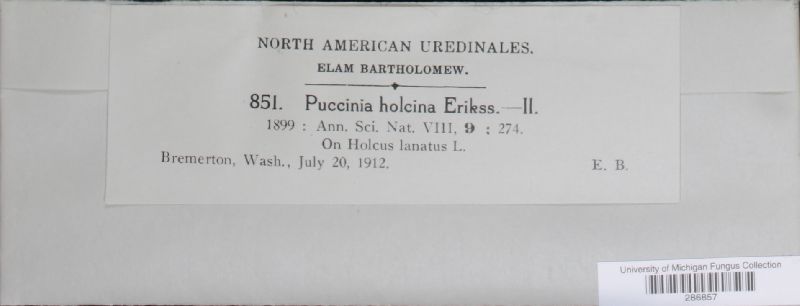 NORTH AMERICAN UREDINALES.
ELAM BARTHOLOMEW.
851. Puccinia holcina Erikss.—II.
1899 : Ann. Sci. Nat. VIII, 9 : 274.
On Holcus lanatus L.
Bremerton, Wash., July 20, 1912. E. B.
University of Michigan Fungus Collection
286857